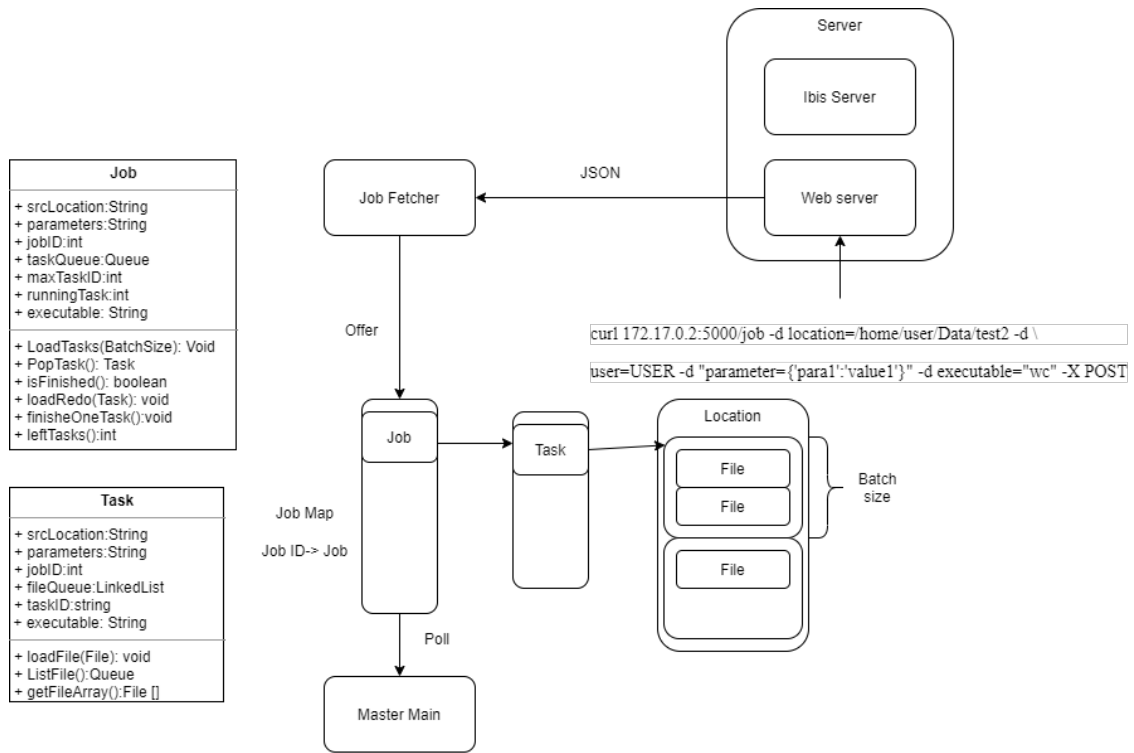 Server
Ibis Server
Web server
JSON
Job Fetcher
Job
+ srcLocation:String
+ parameters:String
+ jobID:int
+ taskQueue:Queue
+ maxTaskID:int
+ runningTask:int
+ executable: String
+ LoadTasks(BatchSize): Void
+ PopTask(): Task
+ isFinished(): boolean
+ loadRedo(Task): void
+ finisheOneTask():void
+ leftTasks():int
Offer
curl 172.17.0.2:5000/job -d location=/home/user/Data/test2 -d \
user=USER -d "parameter={'para1':'value1'}" -d executable="wc" -X POST
Job
Task
Location
File
File
File
Batch
size
Job Map
Job ID-> Job
Task
+ srcLocation:String
+ parameters:String
+ jobID:int
+ fileQueue:LinkedList
+ taskID:string
+ executable: String
+ loadFile(File): void
+ ListFile():Queue
+ getFileArray():File []
Poll
Master Main